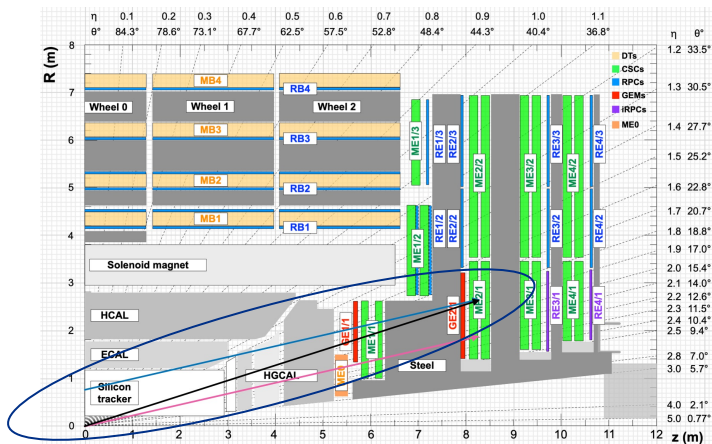 η 0.1 0.2 0.3 0.4 0.5 0.6 0.7 0.8 0.9 1.0 1.1
θ° 84.3° 78.6° 73.1° 67.7° 62.5° 57.5° 52.8° 48.4° 44.3° 40.4° 36.8° η θ°
R (m)
8
7
6
5
4
3
2
1
0
1.2 33.5°
1.3 30.5°
1.4 27.7°
1.5 25.2°
1.6 22.8°
1.7 20.7°
1.8 18.8°
1.9 17.0°
2.0 15.4°
2.1 14.0°
2.2 12.6°
2.3 11.5°
2.4 10.4°
2.5 9.4°
2.8 7.0°
3.0 5.7°
4.0 2.1°
5.0 0.77°
DTs
CSCs
RPCs
GEMs
iRPCs
ME0
MB4
RB4
Wheel 0
Wheel 1
Wheel 2
MB3
RB3
MB2
RB2
MB1
RB1
Solenoid magnet
HCAL
ECAL
Silicon
tracker
HGCAL
Steel
ME0
GE1/1
ME1/1
ME1/2
ME1/3
RE1/3
RE2/3
RE1/2
RE2/2
GE2/1
ME2/1
ME2/2
ME3/1
ME3/2
RE3/1
RE3/2
RE3/3
ME4/1
ME4/2
RE4/1
RE4/2
RE4/3
0 1 2 3 4 5 6 7 8 9 10 11 12
z (m)